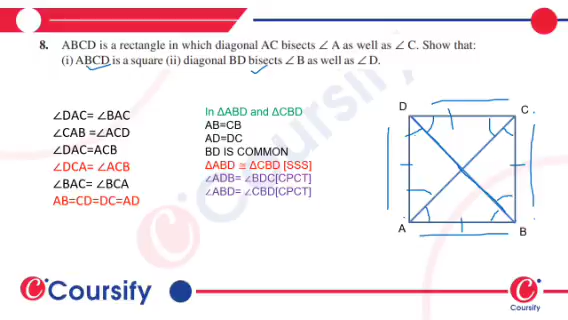 8. ABCD is a rectangle in which diagonal AC bisects ∠ A as well as ∠ C. Show that:
(i) ABCD is a square (ii) diagonal BD bisects ∠ B as well as ∠ D.
∠DAC= ∠BAC
∠CAB =∠ACD
∠DAC=ACB
∠DCA= ∠ACB
∠BAC= ∠BCA
AB=CD=DC=AD
In ΔABD and ΔCBD
AB=CB
AD=DC
BD IS COMMON
ΔABD ≅ ΔCBD [SSS]
∠ADB= ∠BDC[CPCT]
∠ABD= ∠CBD[CPCT]
D
C
A
B
Coursify
Coursify
Coursify